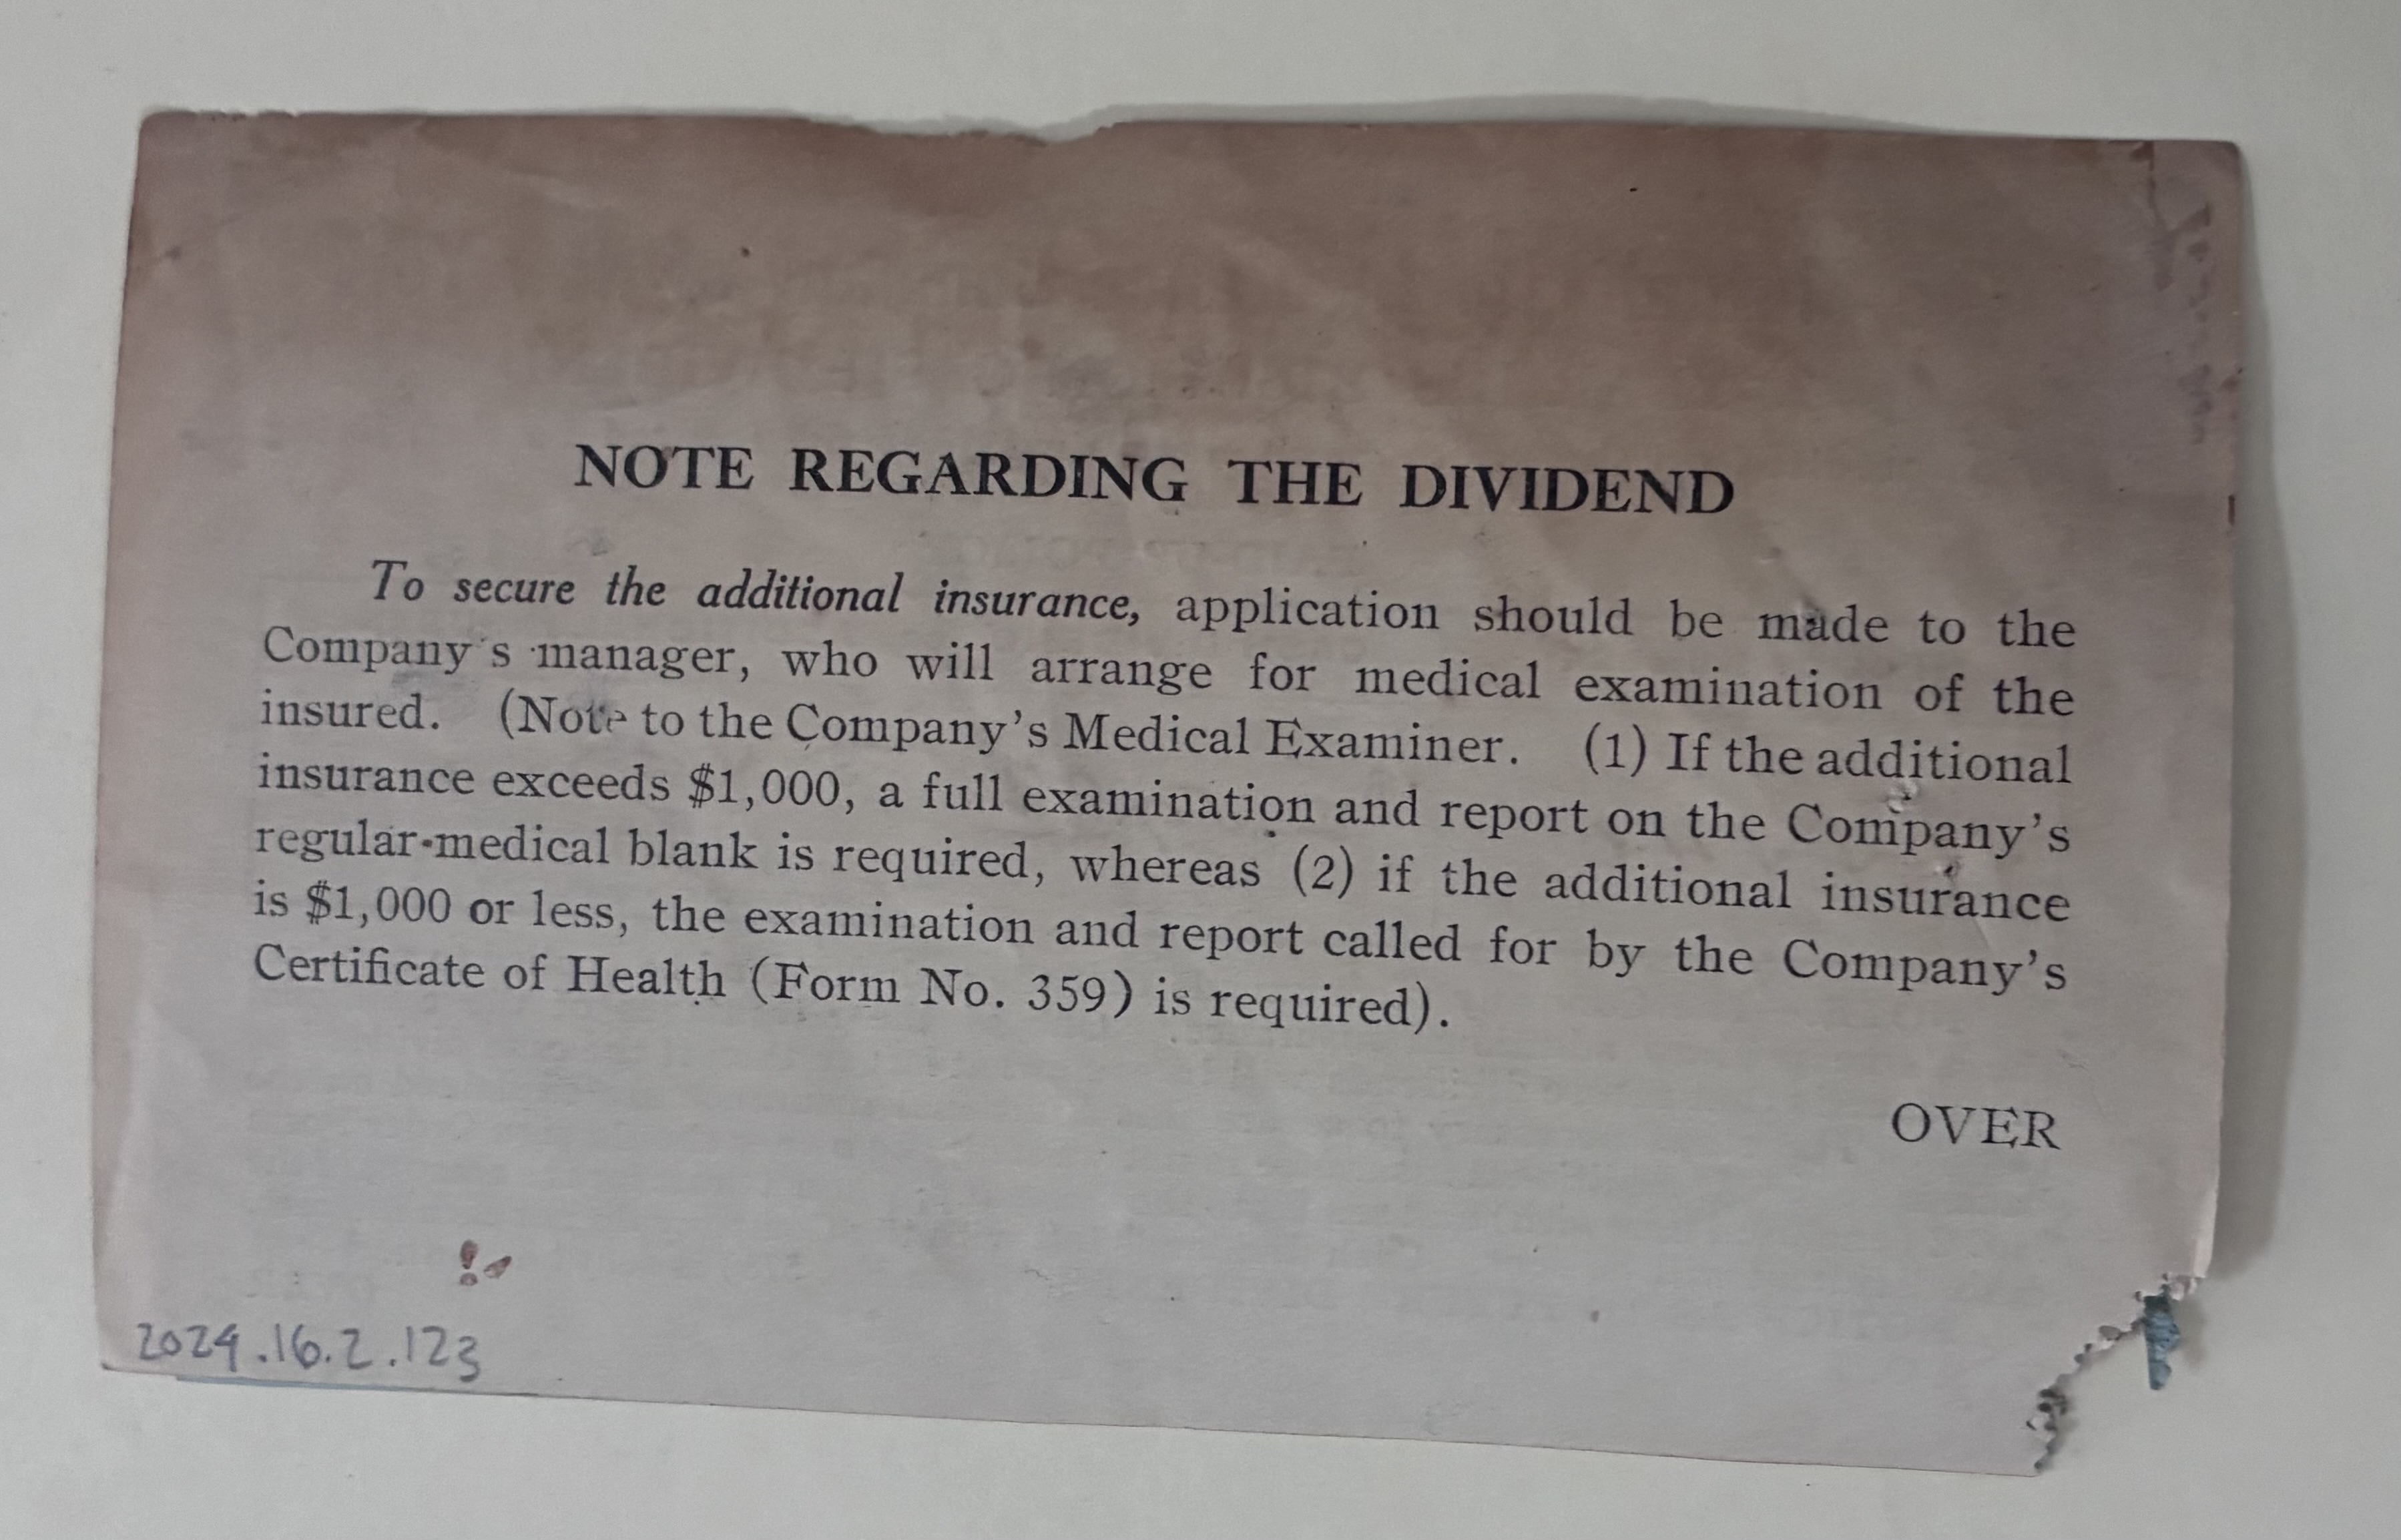 NOTE REGARDING THE DIVIDEND
To secure the additional insurance, application should be made to the
Company's manager, who will arrange for medical examination of the
insured. (Note to the Company's Medical Examiner. (1) If the additional
insurance exceeds $1,000, a full examination and report on the Company's
regular-medical blank is required, whereas (2) if the additional insurance
is $1,000 or less, the examination and report called for by the Company's
Certificate of Health (Form No. 359) is required).
OVER
2024.16.2.123